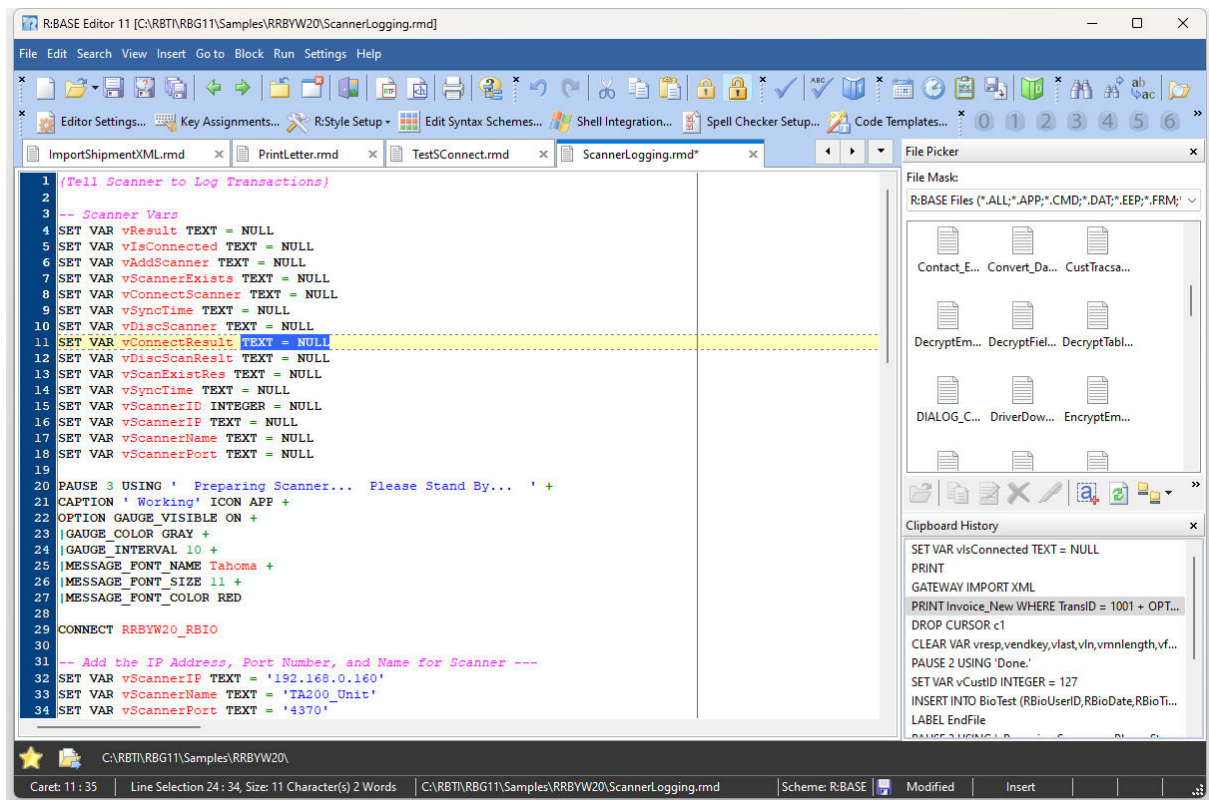 R:BASE Editor 11 [C:\RBTI\RBG11\Samples\RRBYW20\ScannerLogging.rmd]
File Edit Search View Insert Go to Block Run Settings Help
Editor Settings... Key Assignments... R:Style Setup Edit Syntax Schemes... Shell Integration... Spell Checker Setup... Code Templates... 0 1 2 3 4 5 6 »
ImportShipmentXML.rmd PrintLetter.rmd TestSConnect.rmd ScannerLogging.rmd*
1 {Tell Scanner to Log Transactions}
2
3 -- Scanner Vars
4 SET VAR vResult TEXT = NULL
5 SET VAR vIsConnected TEXT = NULL
6 SET VAR vAddScanner TEXT = NULL
7 SET VAR vScannerExists TEXT = NULL
8 SET VAR vConnectScanner TEXT = NULL
9 SET VAR vSyncTime TEXT = NULL
10 SET VAR vDiscScanner TEXT = NULL
11 SET VAR vConnectResult TEXT = NULL
12 SET VAR vDiscScanReslt TEXT = NULL
13 SET VAR vScanExistRes TEXT = NULL
14 SET VAR vSyncTime TEXT = NULL
15 SET VAR vScannerID INTEGER = NULL
16 SET VAR vScannerIP TEXT = NULL
17 SET VAR vScannerName TEXT = NULL
18 SET VAR vScannerPort TEXT = NULL
19
20 PAUSE 3 USING '  Preparing Scanner...  Please Stand By...  ' +
21 CAPTION ' Working' ICON APP +
22 OPTION GAUGE_VISIBLE ON +
23 |GAUGE_COLOR GRAY +
24 |GAUGE_INTERVAL 10 +
25 |MESSAGE_FONT_NAME Tahoma +
26 |MESSAGE_FONT_SIZE 11 +
27 |MESSAGE_FONT_COLOR RED
28
29 CONNECT RRBYW20_RBIO
30
31 -- Add the IP Address, Port Number, and Name for Scanner ---
32 SET VAR vScannerIP TEXT = '192.168.0.160'
33 SET VAR vScannerName TEXT = 'TA200_Unit'
34 SET VAR vScannerPort TEXT = '4370'
File Picker
File Mask:
R:BASE Files (*.ALL;*.APP;*.CMD;*.DAT;*.EEP;*.FRM;'
Contact_E... Convert_Da... CustTracsa...
DecryptEm... DecryptFiel... DecryptTabl...
DIALOG_C... DriverDow... EncryptEm...
Clipboard History
SET VAR vIsConnected TEXT = NULL
PRINT
GATEWAY IMPORT XML
PRINT Invoice_New WHERE TransID = 1001 + OPT...
DROP CURSOR c1
CLEAR VAR vresp,vendkey,vlast,vln,vmnlength,vf...
PAUSE 2 USING 'Done.'
SET VAR vCustID INTEGER = 127
INSERT INTO BioTest (RBioUserID,RBioDate,RBioTi...
LABEL EndFile
C:\RBTI\RBG11\Samples\RRBYW20\
Caret: 11 : 35 Line Selection 24 : 34, Size: 11 Character(s) 2 Words C:\RBTI\RBG11\Samples\RRBYW20\ScannerLogging.rmd Scheme: R:BASE Modified Insert